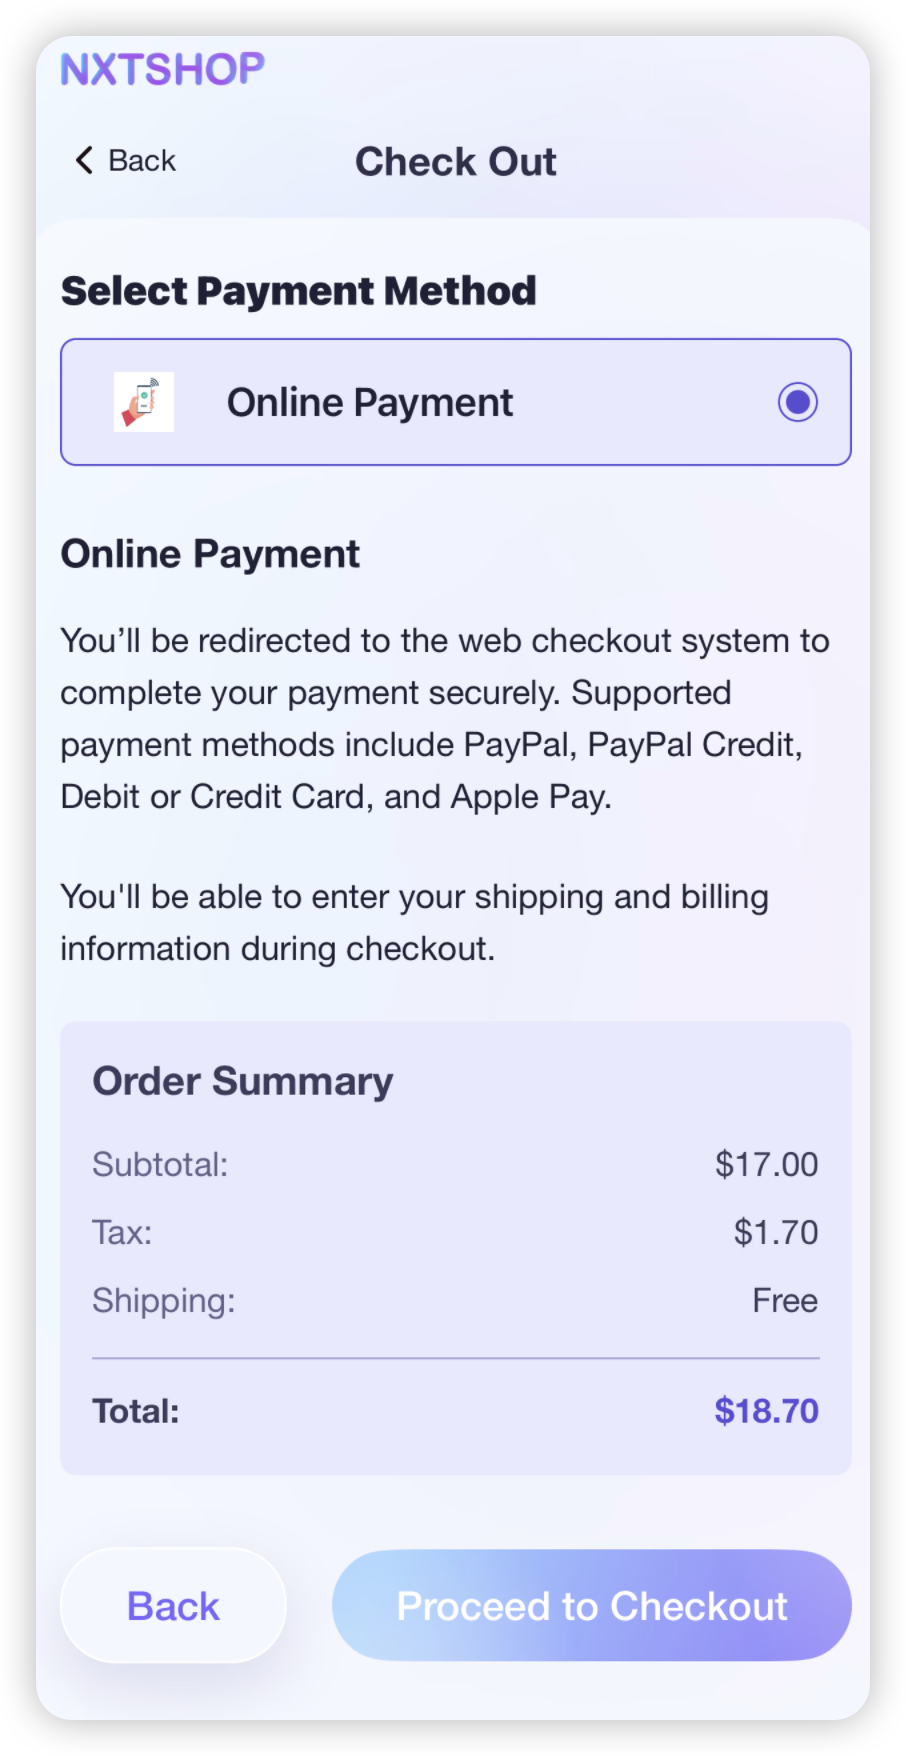 NXTSHOP
Back
Check Out
Select Payment Method
Online Payment
Online Payment
You’ll be redirected to the web checkout system to
complete your payment securely. Supported
payment methods include PayPal, PayPal Credit,
Debit or Credit Card, and Apple Pay.
You'll be able to enter your shipping and billing
information during checkout.
Order Summary
Subtotal: $17.00
Tax: $1.70
Shipping: Free
Total: $18.70
Back
Proceed to Checkout